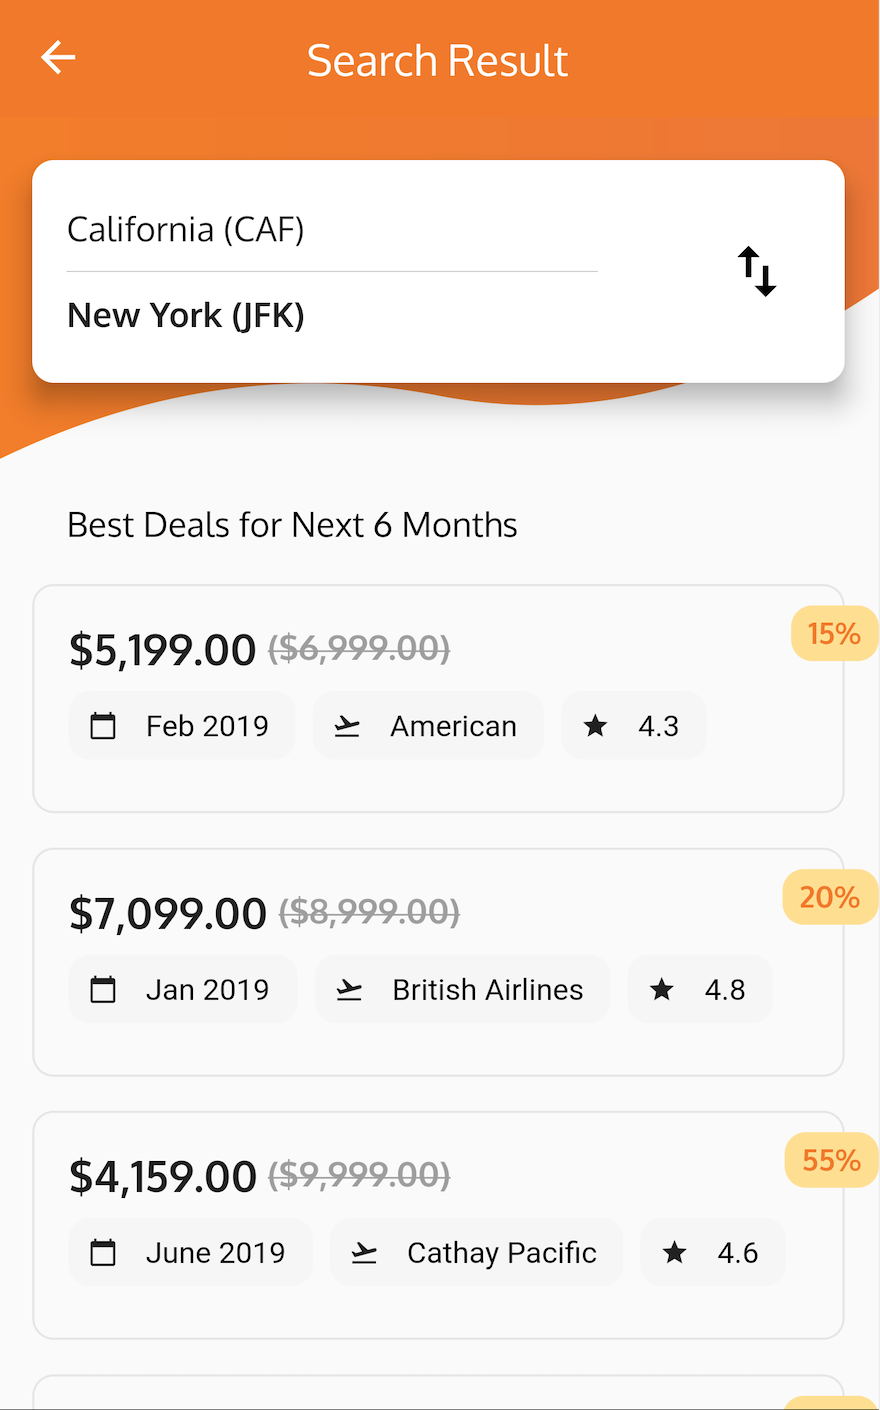 Search Result
California (CAF)
New York (JFK)
Best Deals for Next 6 Months
$5,199.00 ($6,999.00) 15%
Feb 2019 American 4.3
$7,099.00 ($8,999.00) 20%
Jan 2019 British Airlines 4.8
$4,159.00 ($9,999.00) 55%
June 2019 Cathay Pacific 4.6